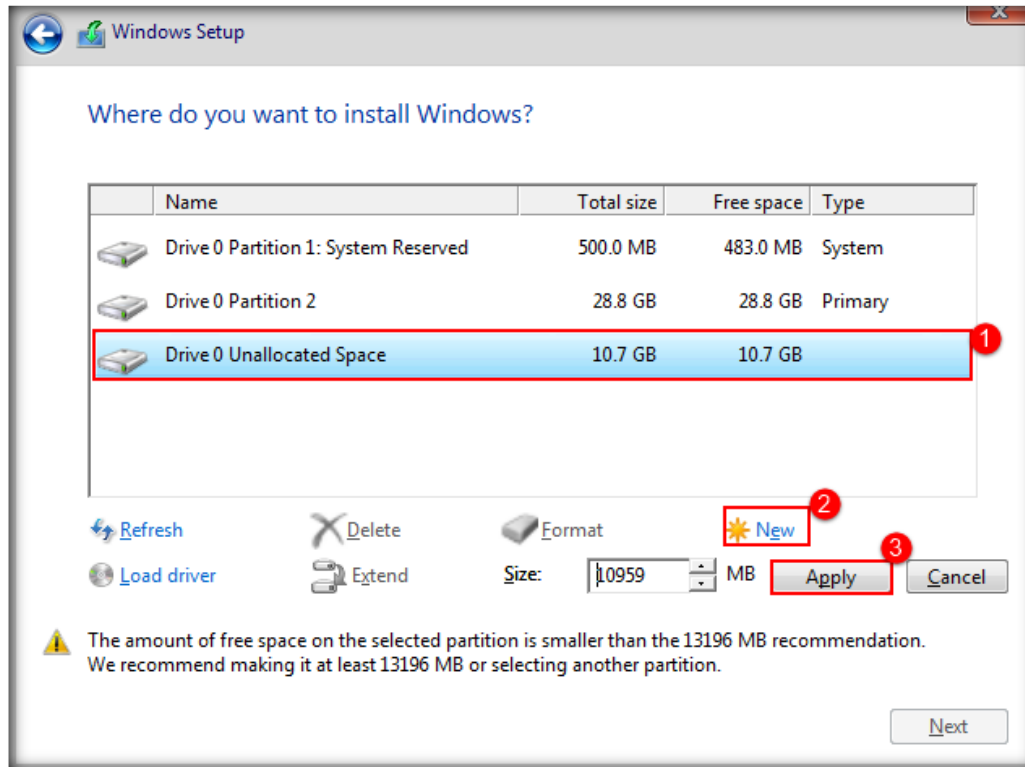 Windows Setup
Where do you want to install Windows?
Name Total size Free space Type
Drive 0 Partition 1: System Reserved 500.0 MB 483.0 MB System
Drive 0 Partition 2 28.8 GB 28.8 GB Primary
Drive 0 Unallocated Space 10.7 GB 10.7 GB 1
Refresh Delete Format New 2
Load driver Extend Size: 10959 MB Apply 3 Cancel
The amount of free space on the selected partition is smaller than the 13196 MB recommendation.
We recommend making it at least 13196 MB or selecting another partition.
Next